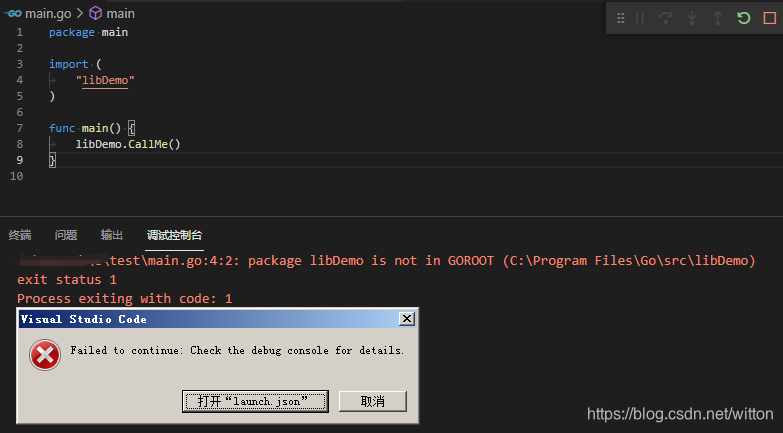 main.go > main
1 package main
2
3 import (
4 "libDemo"
5 )
6
7 func main() {
8 libDemo.CallMe()
9 }
10
终端 问题 输出 调试控制台
\test\main.go:4:2: package libDemo is not in GOROOT (C:\Program Files\Go\src\libDemo)
exit status 1
Process exiting with code: 1
Visual Studio Code
Failed to continue: Check the debug console for details.
打开“launch.json” 取消
https://blog.csdn.net/witton